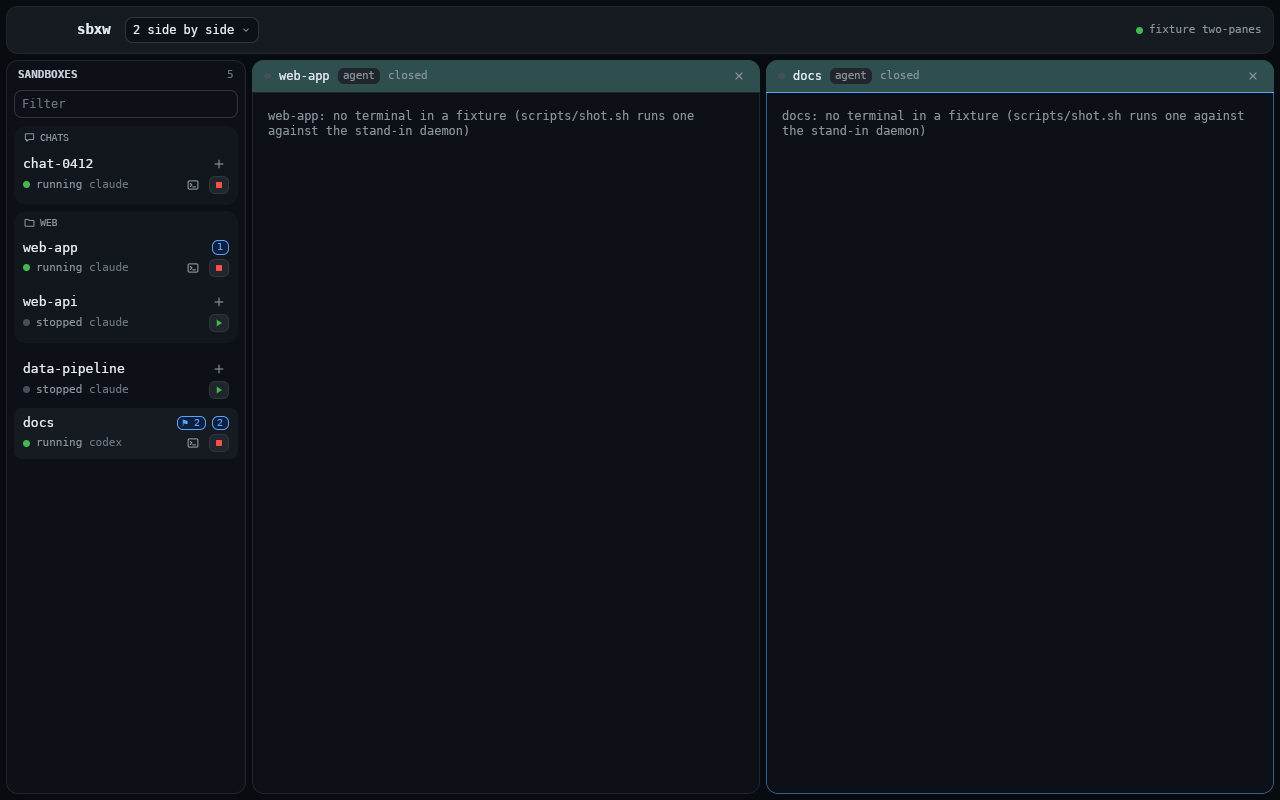 sbxw
2 side by side
fixture two-panes
SANDBOXES 5
Filter
CHATS
chat-0412
running claude
WEB
web-app 1
running claude
web-api
stopped claude
data-pipeline
stopped claude
docs 2 2
running codex
web-app agent closed
web-app: no terminal in a fixture (scripts/shot.sh runs one
against the stand-in daemon)
docs agent closed
docs: no terminal in a fixture (scripts/shot.sh runs one against
the stand-in daemon)